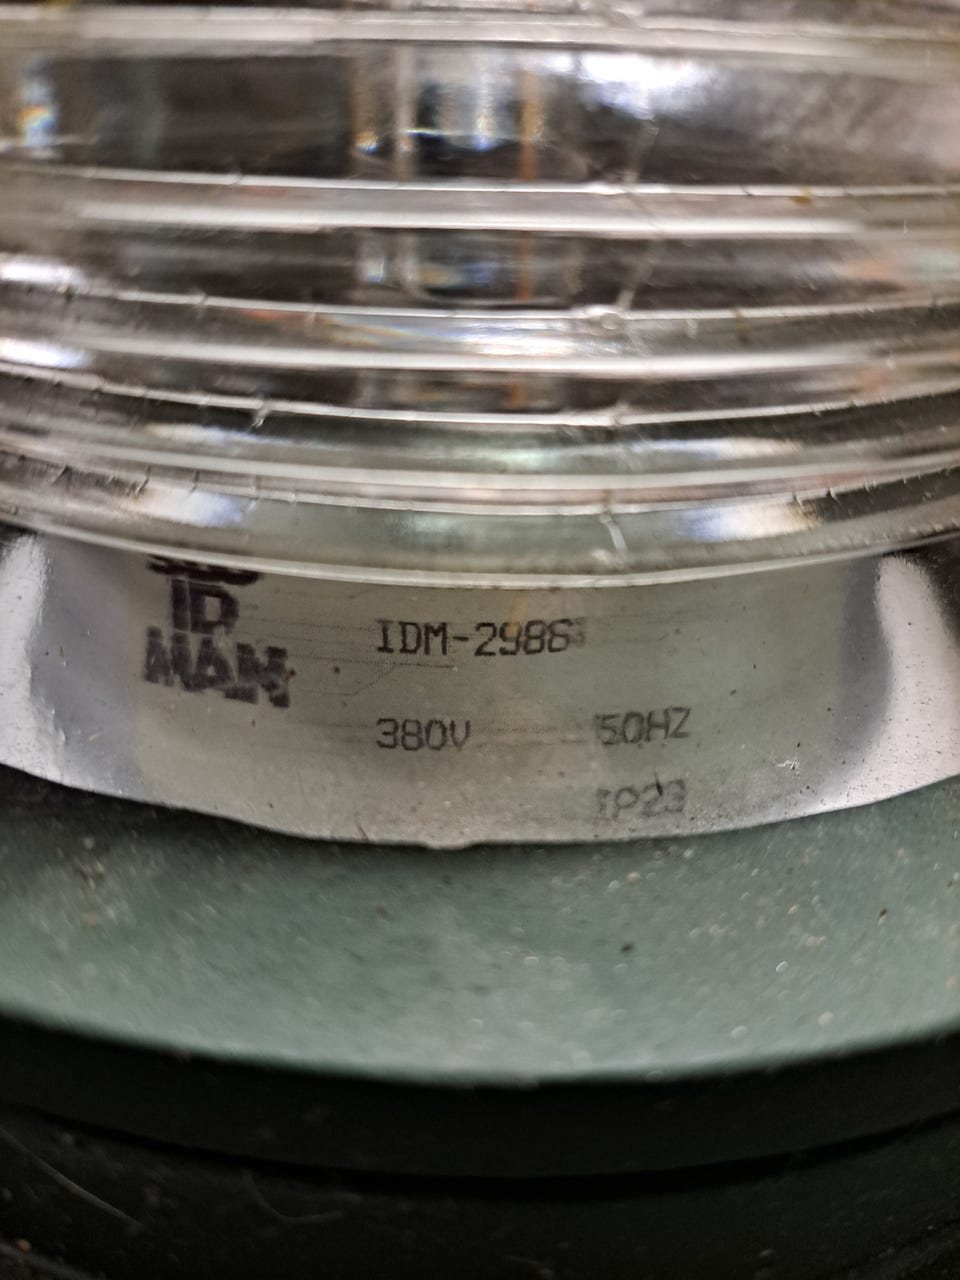 ID
MAN
IDM-2986
380V 50HZ
IP23